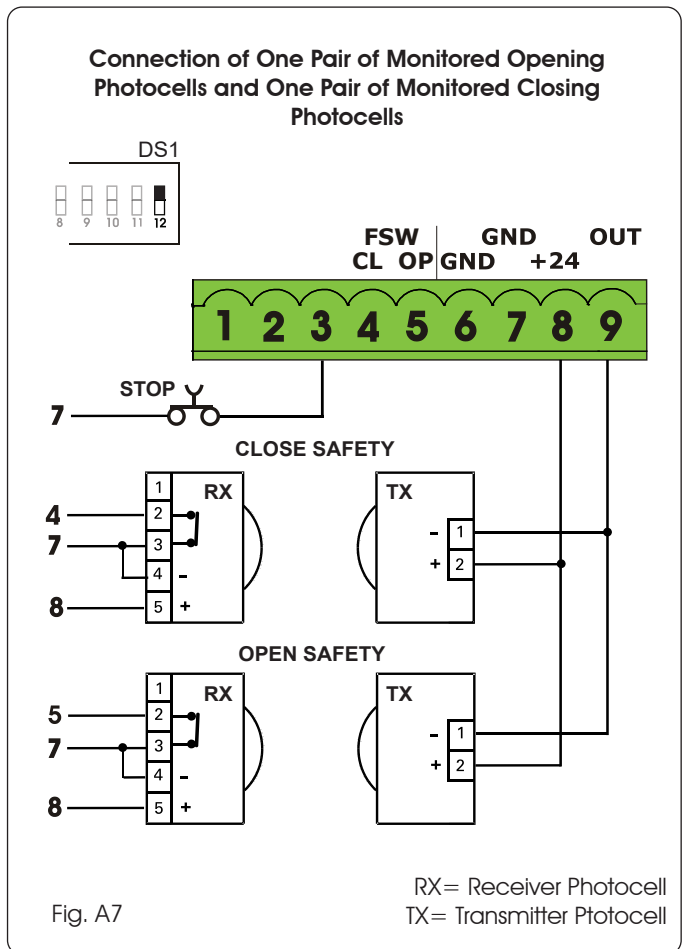 Connection of One Pair of Monitored Opening
Photocells and One Pair of Monitored Closing
Photocells
DS1
8 9 10 11 12
FSW GND OUT
CL OP GND +24
1 2 3 4 5 6 7 8 9
STOP
7
CLOSE SAFETY
1 RX TX
4 2
- 1
7 3
+ 2
4 -
8 5 +
OPEN SAFETY
1 RX TX
5 2
- 1
7 3
+ 2
4 -
8 5 +
RX= Receiver Photocell
Fig. A7 TX= Transmitter Ptotocell